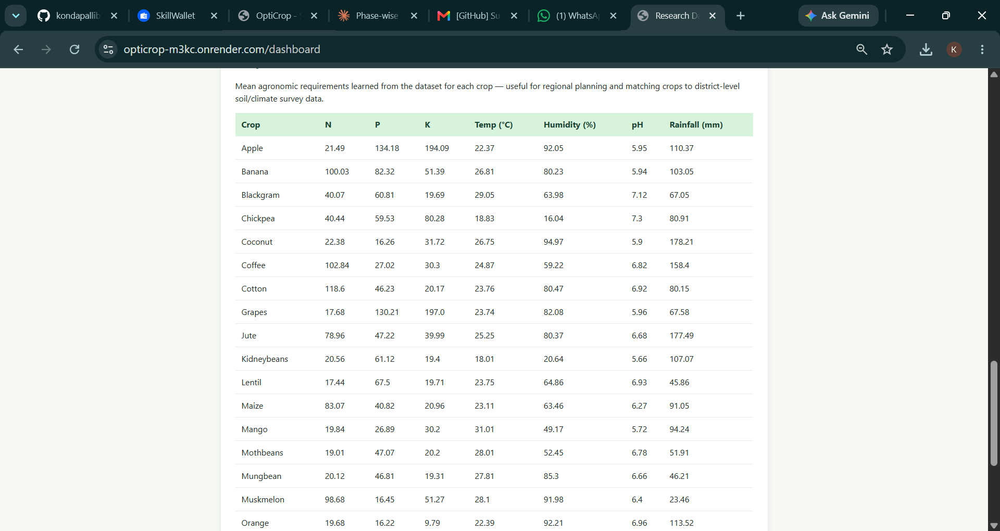 kondapallib
SkillWallet
OptiCrop -
Phase-wise
[GitHub] Su
(1) WhatsA
Research D
Ask Gemini
opticrop-m3kc.onrender.com/dashboard
K
Mean agronomic requirements learned from the dataset for each crop — useful for regional planning and matching crops to district-level
soil/climate survey data.
Crop N P K Temp (°C) Humidity (%) pH Rainfall (mm)
Apple 21.49 134.18 194.09 22.37 92.05 5.95 110.37
Banana 100.03 82.32 51.39 26.81 80.23 5.94 103.05
Blackgram 40.07 60.81 19.69 29.05 63.98 7.12 67.05
Chickpea 40.44 59.53 80.28 18.83 16.04 7.3 80.91
Coconut 22.38 16.26 31.72 26.75 94.97 5.9 178.21
Coffee 102.84 27.02 30.3 24.87 59.22 6.82 158.4
Cotton 118.6 46.23 20.17 23.76 80.47 6.92 80.15
Grapes 17.68 130.21 197.0 23.74 82.08 5.96 67.58
Jute 78.96 47.22 39.99 25.25 80.37 6.68 177.49
Kidneybeans 20.56 61.12 19.4 18.01 20.64 5.66 107.07
Lentil 17.44 67.5 19.71 23.75 64.86 6.93 45.86
Maize 83.07 40.82 20.96 23.11 63.46 6.27 91.05
Mango 19.84 26.89 30.2 31.01 49.17 5.72 94.24
Mothbeans 19.01 47.07 20.2 28.01 52.45 6.78 51.91
Mungbean 20.12 46.81 19.31 27.81 85.3 6.66 46.21
Muskmelon 98.68 16.45 51.27 28.1 91.98 6.4 23.46
Orange 19.68 16.22 9.79 22.39 92.21 6.96 113.52